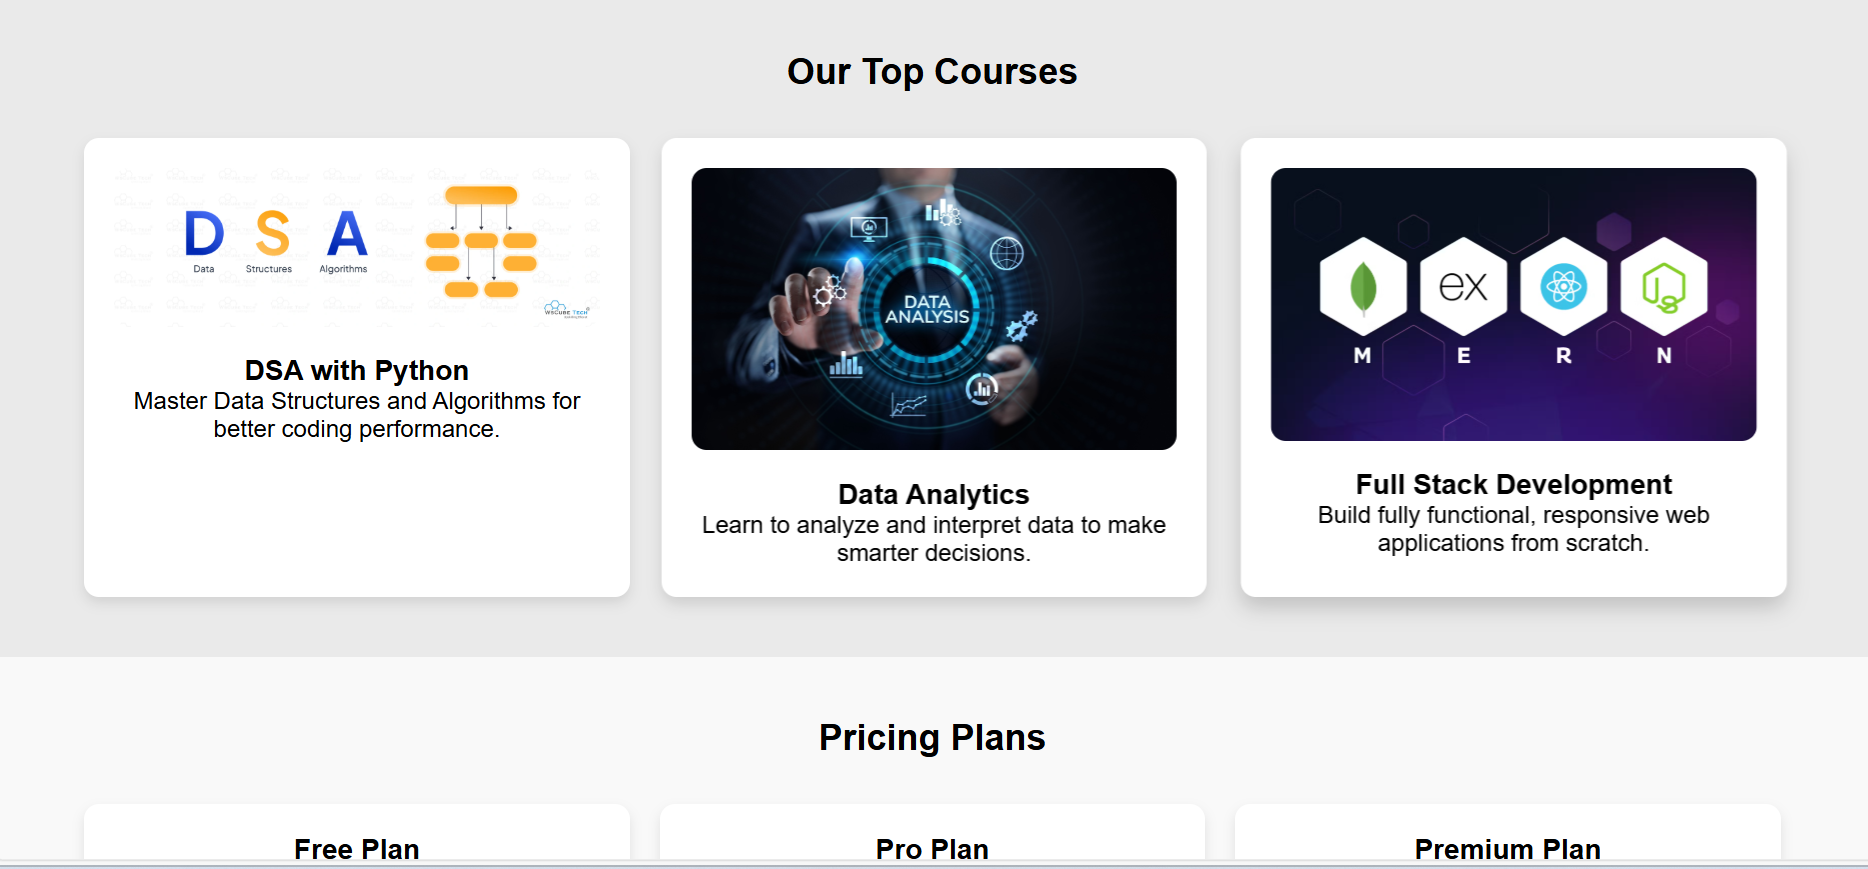 Our Top Courses
D S A
Data Structures Algorithms
WSCUBE TECH
DSA with Python
Master Data Structures and Algorithms for
better coding performance.
DATA
ANALYSIS
Data Analytics
Learn to analyze and interpret data to make
smarter decisions.
ex
M E R N
Full Stack Development
Build fully functional, responsive web
applications from scratch.
Pricing Plans
Free Plan
Pro Plan
Premium Plan